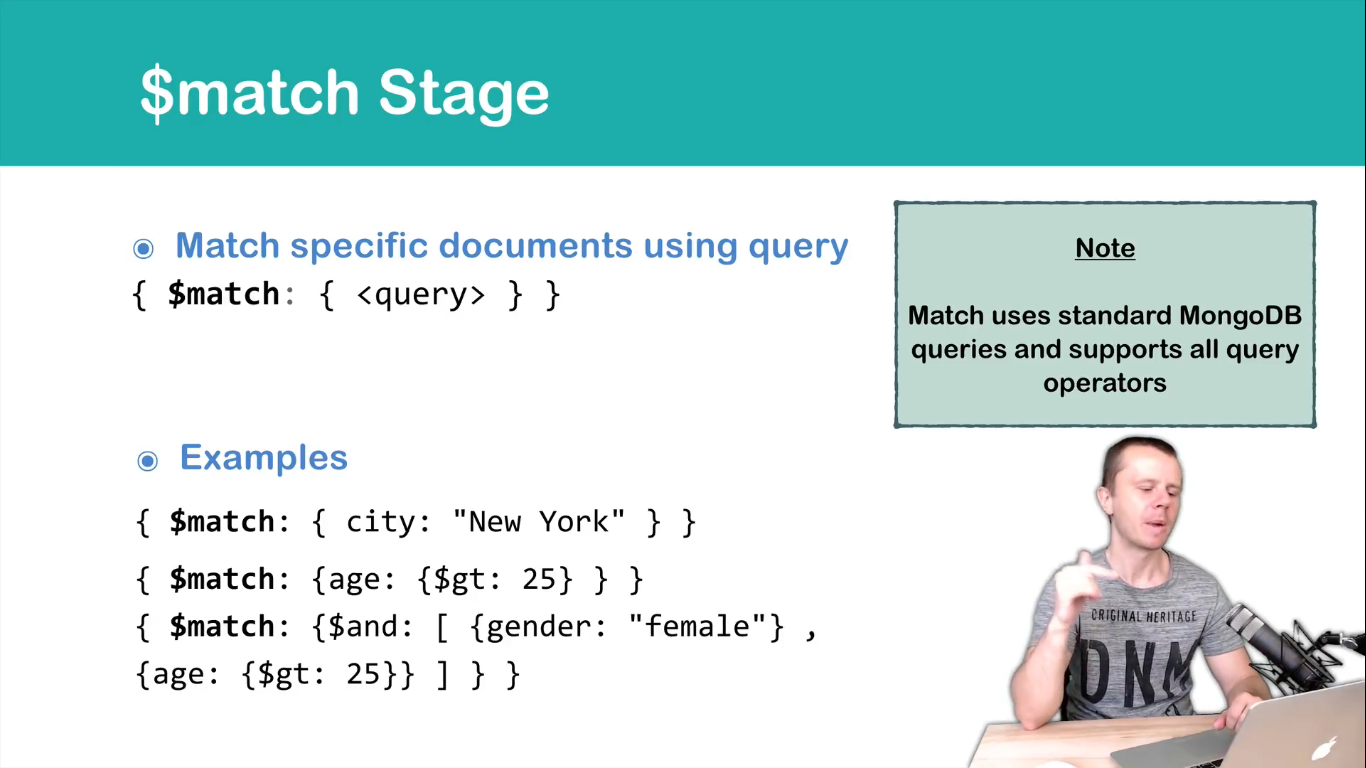 $match Stage
◉ Match specific documents using query
{ $match: { <query> } }
Note
Match uses standard MongoDB
queries and supports all query
operators
◉ Examples
{ $match: { city: "New York" } }
{ $match: {age: {$gt: 25} } }
{ $match: {$and: [ {gender: "female"} ,
{age: {$gt: 25}} ] } }
ORIGINAL HERITAGE
DNM